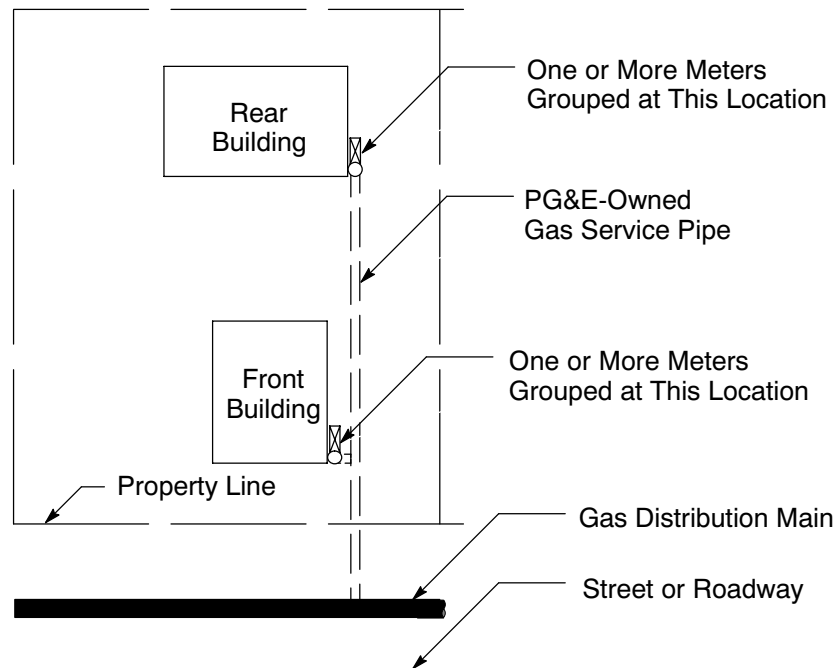 One or More Meters
Grouped at This Location
Rear
Building
PG&E-Owned
Gas Service Pipe
One or More Meters
Grouped at This Location
Front
Building
Property Line
Gas Distribution Main
Street or Roadway